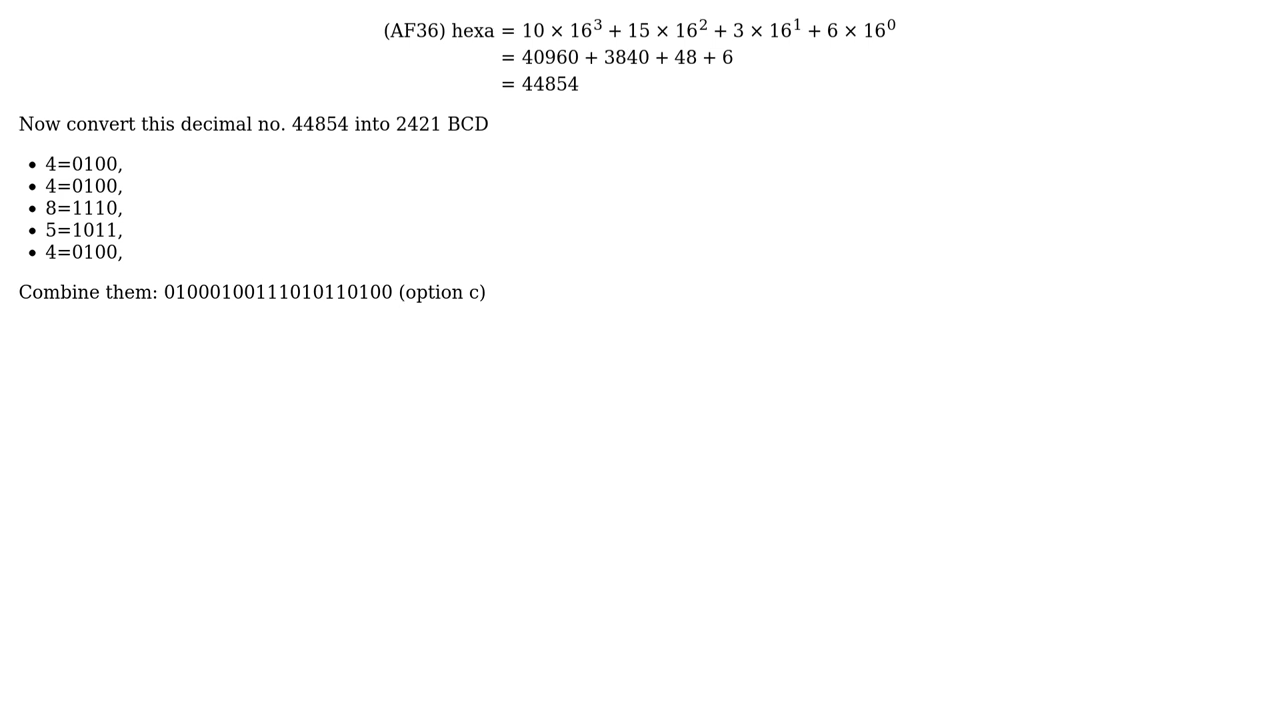 (AF36) hexa = 10 × 16³ + 15 × 16² + 3 × 16¹ + 6 × 16⁰
= 40960 + 3840 + 48 + 6
= 44854
Now convert this decimal no. 44854 into 2421 BCD
• 4=0100,
• 4=0100,
• 8=1110,
• 5=1011,
• 4=0100,
Combine them: 01000100111010110100 (option c)